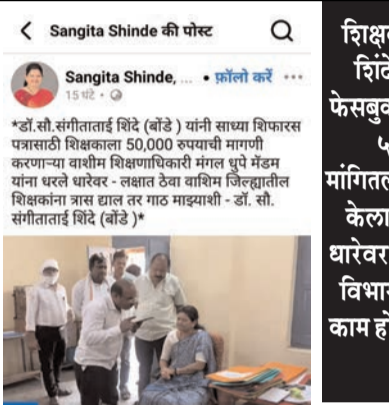 Sangita Shinde की पोस्ट
Sangita Shinde, ... • फ़ॉलो करें
15 घंटे •
*डॉ.सौ.संगीताताई शिंदे (बोंडे ) यांनी साध्या शिफारस
पत्रासाठी शिक्षकाला 50,000 रुपयाची मागणी
करणाऱ्या वाशीम शिक्षणाधिकारी मंगल धुपे मेंडम
यांना धरले धारेवर - लक्षात ठेवा वाशिम जिल्ह्यातील
शिक्षकांना त्रास द्याल तर गाठ माझ्याशी - डॉ. सौ.
संगीताताई शिंदे (बोंडे )*
शिंदे
फेसबुक
मांगितल
केला
धारेवर
विभा
काम हो